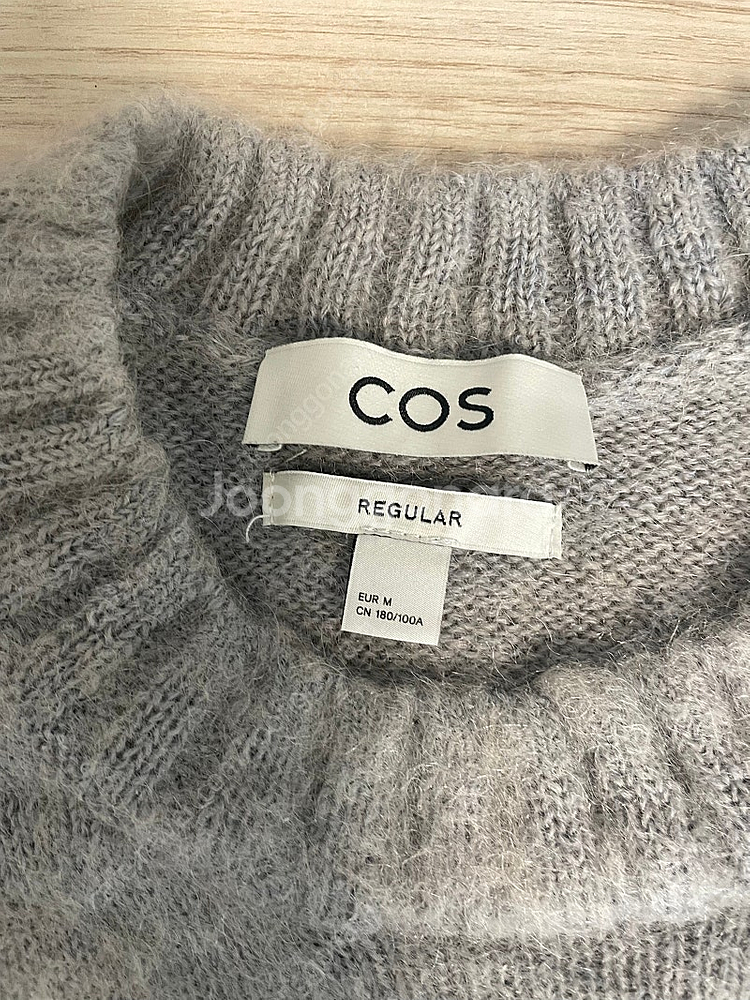 COS
REGULAR
EUR M
CN 180/100A